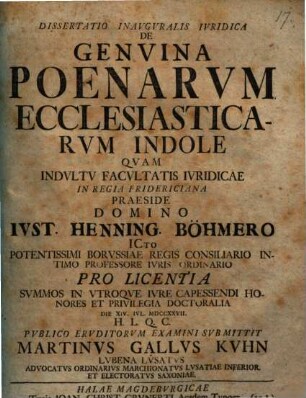 17.
DISSERTATIO INAVGVRALIS IVRIDICA
DE
GENVINA
POENARVM
ECCLESIASTICA-
RVM INDOLE
QVAM
INDVLTV FACVLTATIS IVRIDICAE
IN REGIA FRIDERICIANA
PRAESIDE
DOMINO
IVST. HENNING. BÖHMERO
ICTO
POTENTISSIMI BORVSSIAE REGIS CONSILIARIO IN-
TIMO PROFESSORE IVRIS ORDINARIO
PRO LICENTIA
SVMMOS IN VTROQVE IVRE CAPESSENDI HO-
NORES ET PRIVILEGIA DOCTORALIA
DIE XIV. IVL. MDCCXXVII.
H. L. Q. C.
PVBLICO ERVDITORVM EXAMINI SVBMITTIT
MARTINVS GALLVS KVHN
LVBENA LVSATVS
ADVOCATVS ORDINARIVS MARCHIONATVS LVSATIAE INFERIOR.
ET ELECTORATVS SAXONIAE.
HALAE MAGDEBVRGICAE